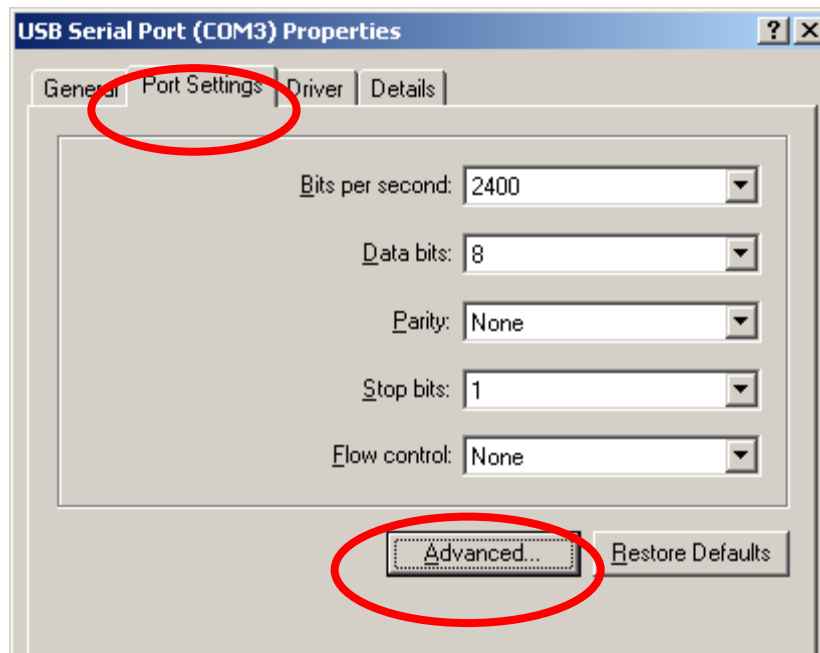 USB Serial Port (COM3) Properties
General Port Settings Driver Details
Bits per second: 2400
Data bits: 8
Parity: None
Stop bits: 1
Flow control: None
Advanced... Restore Defaults